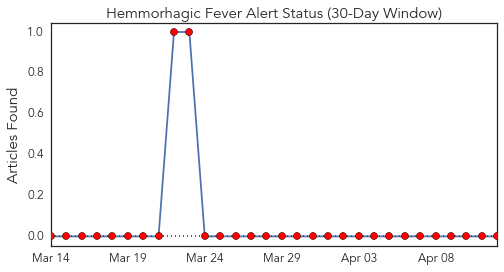 Hemmorhagic Fever Alert Status (30-Day Window)
Articles Found
1.0
0.8
0.6
0.4
0.2
0.0
Mar 14 Mar 19 Mar 24 Mar 29 Apr 03 Apr 08